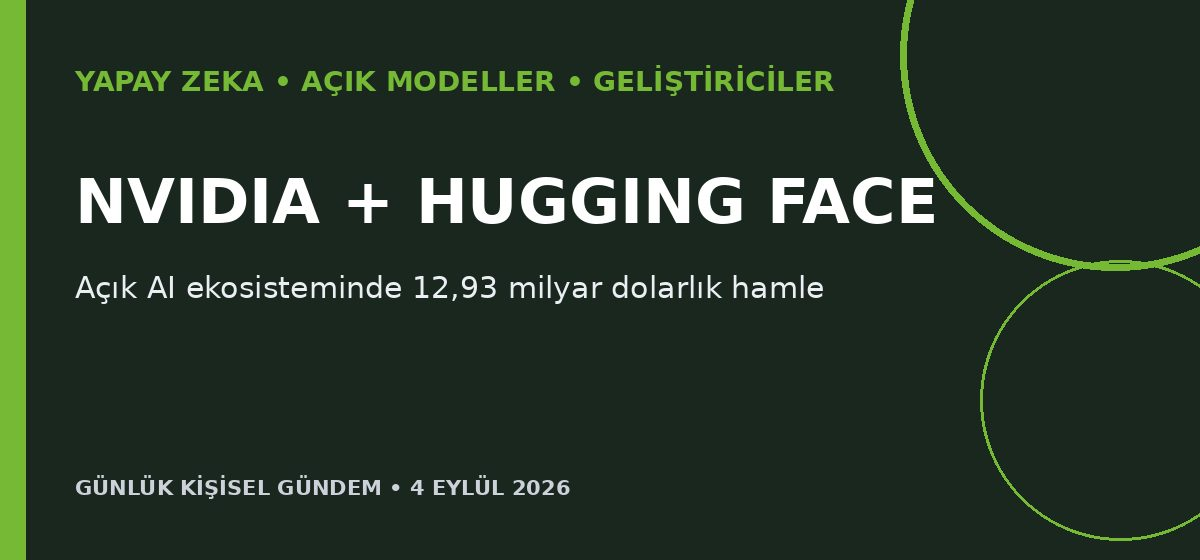 YAPAY ZEKA • AÇIK MODELLER • GELİŞTİRİCİLER
NVIDIA + HUGGING FACE
Açık AI ekosisteminde 12,93 milyar dolarlık hamle
GÜNLÜK KİŞİSEL GÜNDEM • 4 EYLÜL 2026